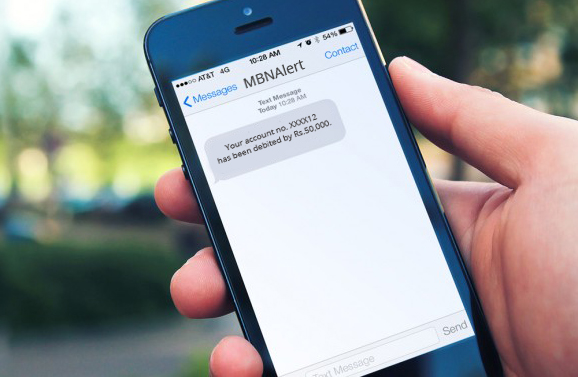 ●●●○○ AT&T 4G 10:28 AM 54%
Messages MBNAlert Contact
Text Message
Today 10:28 AM
Your account no. XXXX12
has been debited by Rs.50,000.
Text Message Send